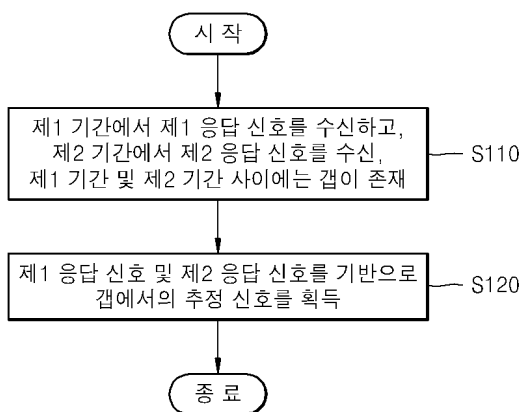 시 작
제1 기간에서 제1 응답 신호를 수신하고,
제2 기간에서 제2 응답 신호를 수신,
제1 기간 및 제2 기간 사이에는 갭이 존재
S110
제1 응답 신호 및 제2 응답 신호를 기반으로
갭에서의 추정 신호를 획득
S120
종 료